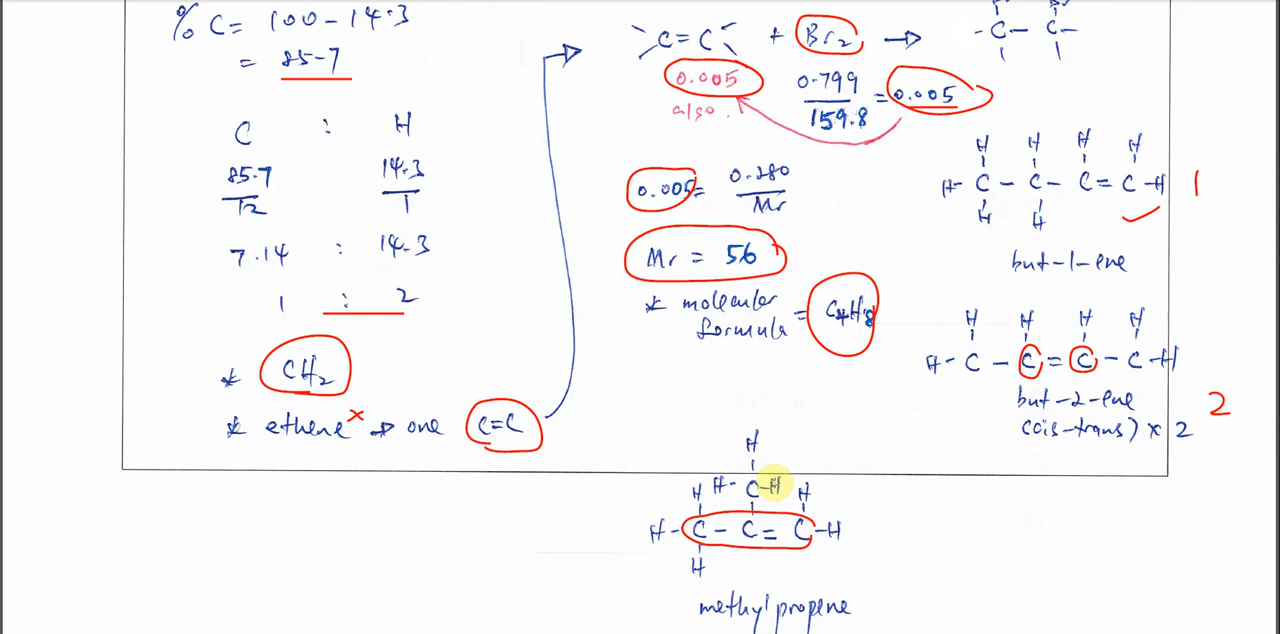 % C = 100 - 14.3
= 85.7
C : H
85.7/12 14.3/1
7.14 : 14.3
1 : 2
* CH2
* ethene x → one C=C
C=C + Br2 → - C - C -
0.005 0.799/159.8 = 0.005
also.
0.005 = 0.280/Mr
Mr = 56
* molecular formula = C4H8
H H H H
H - C - C - C = C - H 1
H H
but-1-ene
H H H H
H - C - C = C - C - H
but-2-ene 2
(cis-trans) x 2
H
H H - C - H H
H - C - C = C - H
H
methyl propene